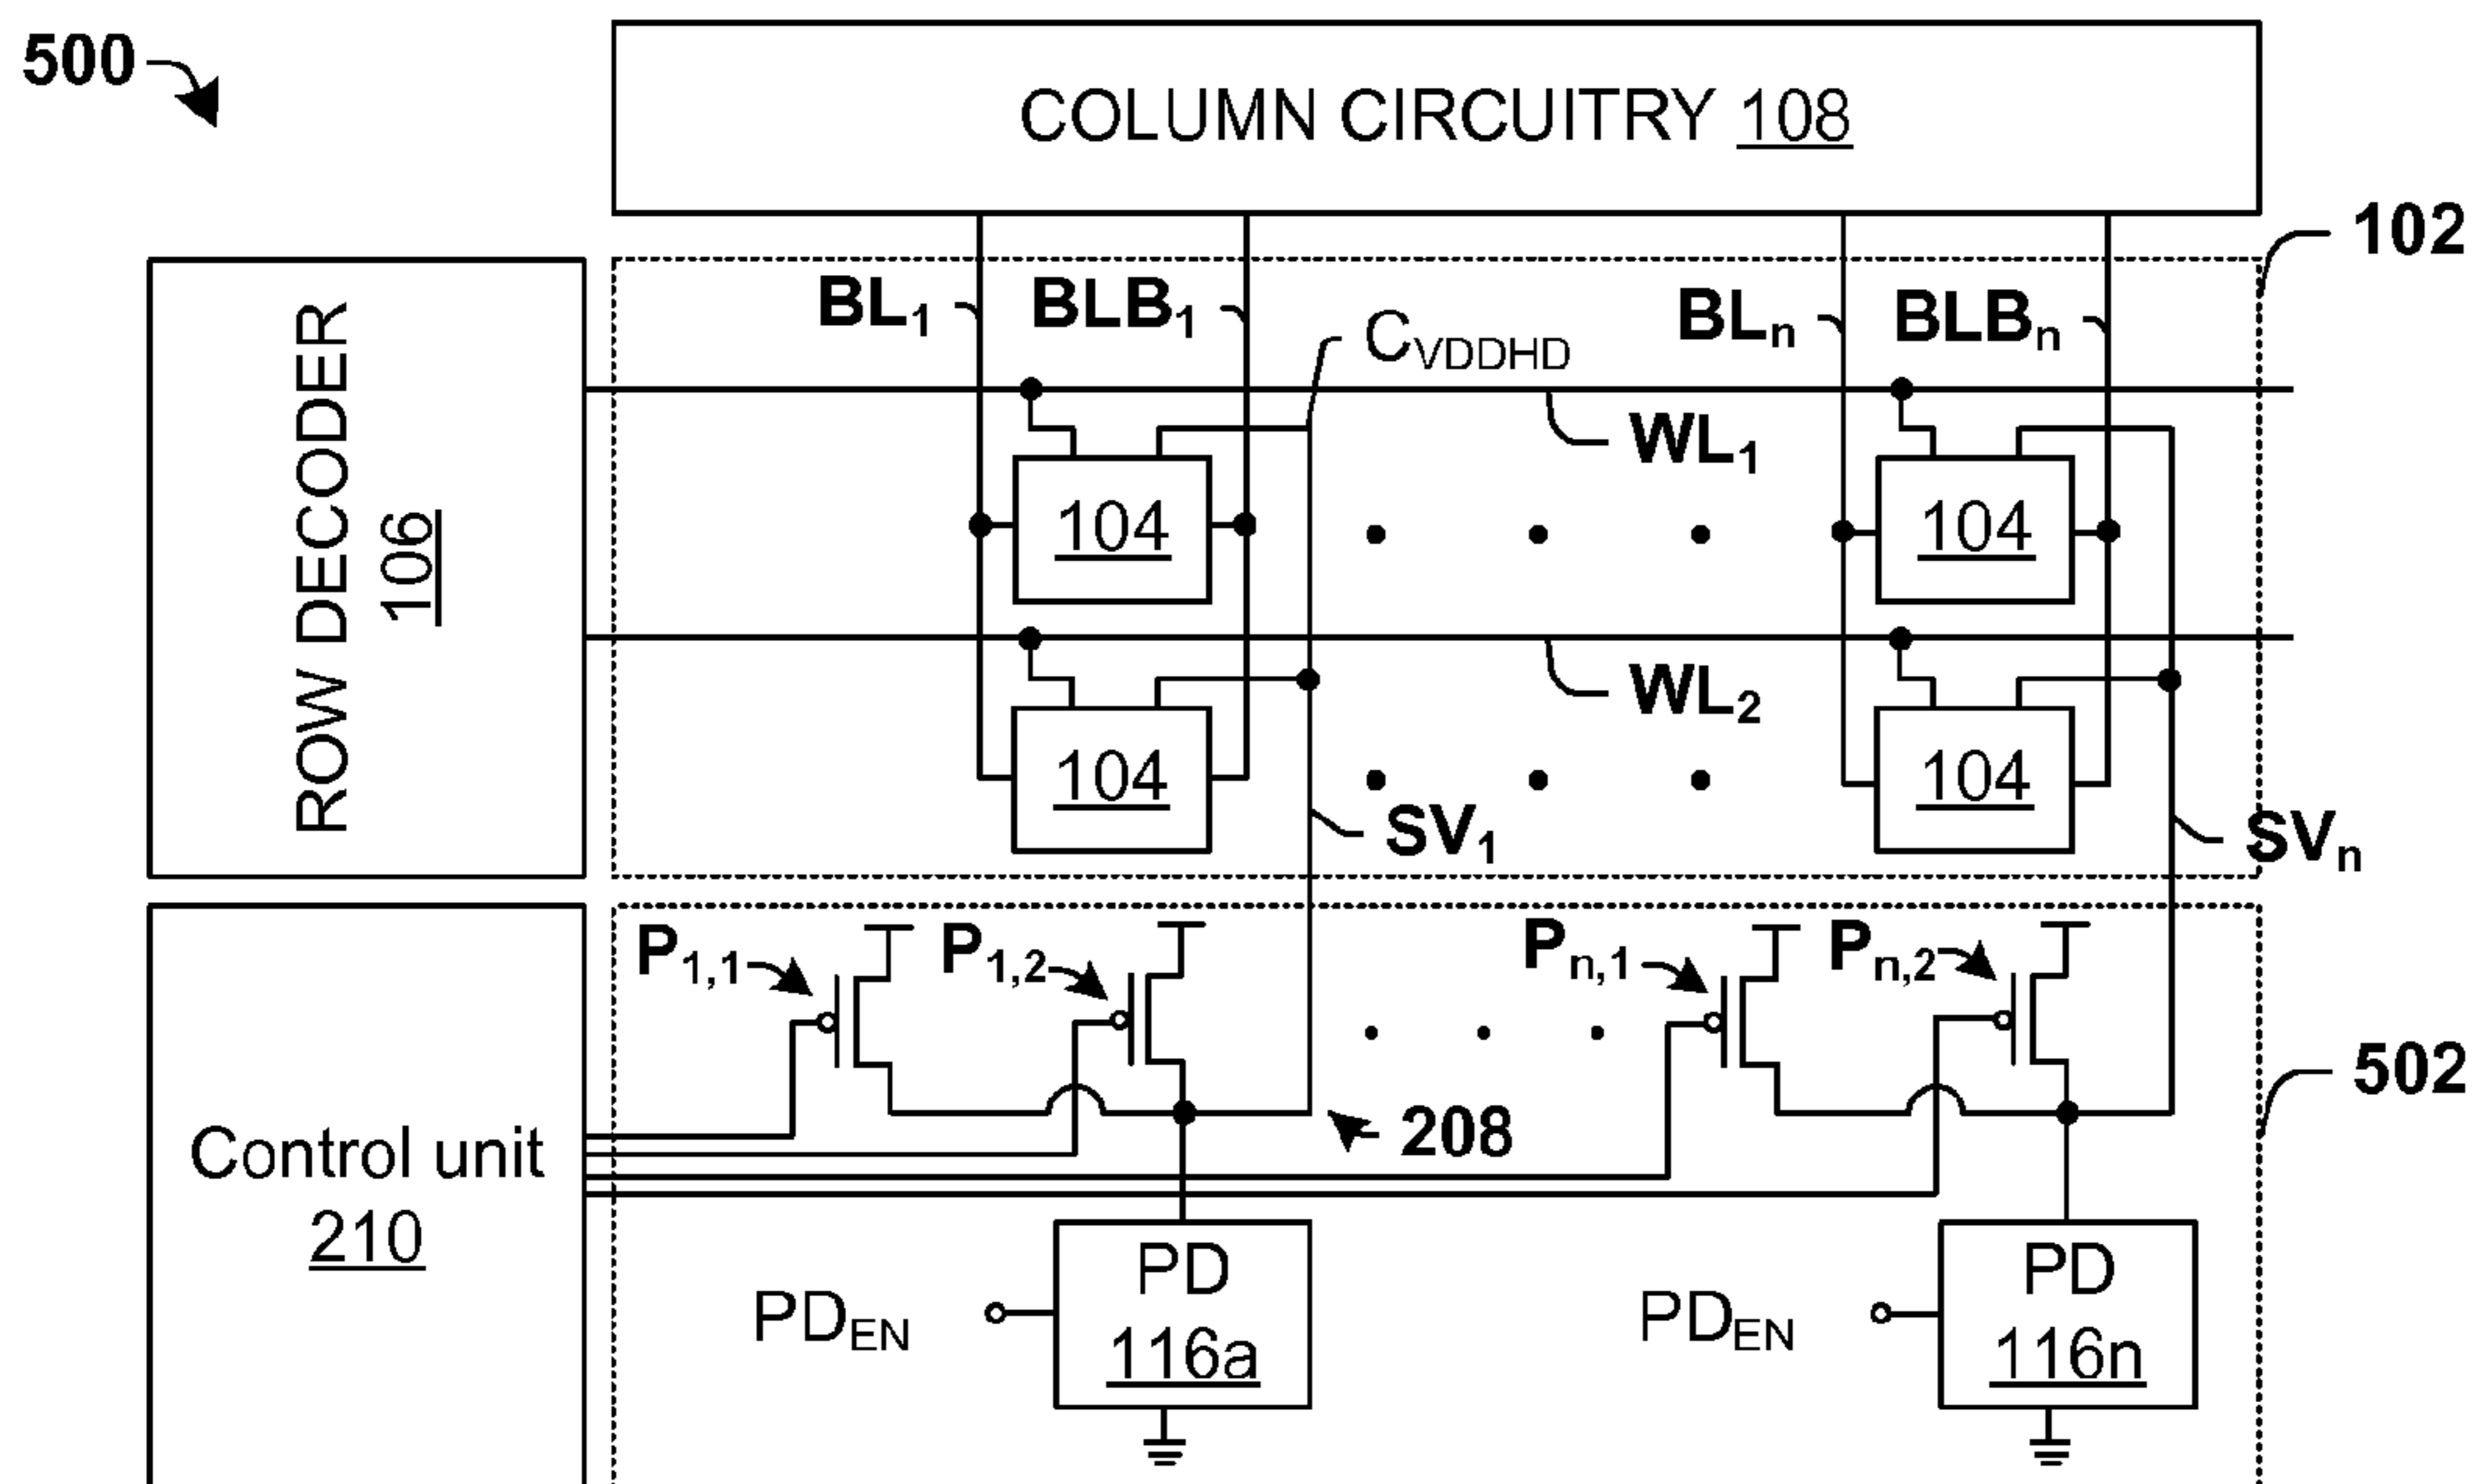 500
COLUMN CIRCUITRY 108
102
BL1
BLB1
CVDDHD
BLn
BLBn
ROW DECODER
106
WL1
104
104
WL2
104
104
SV1
SVn
P1,1
P1,2
Pn,1
Pn,2
502
208
Control unit
210
PDEN
PD
116a
PDEN
PD
116n